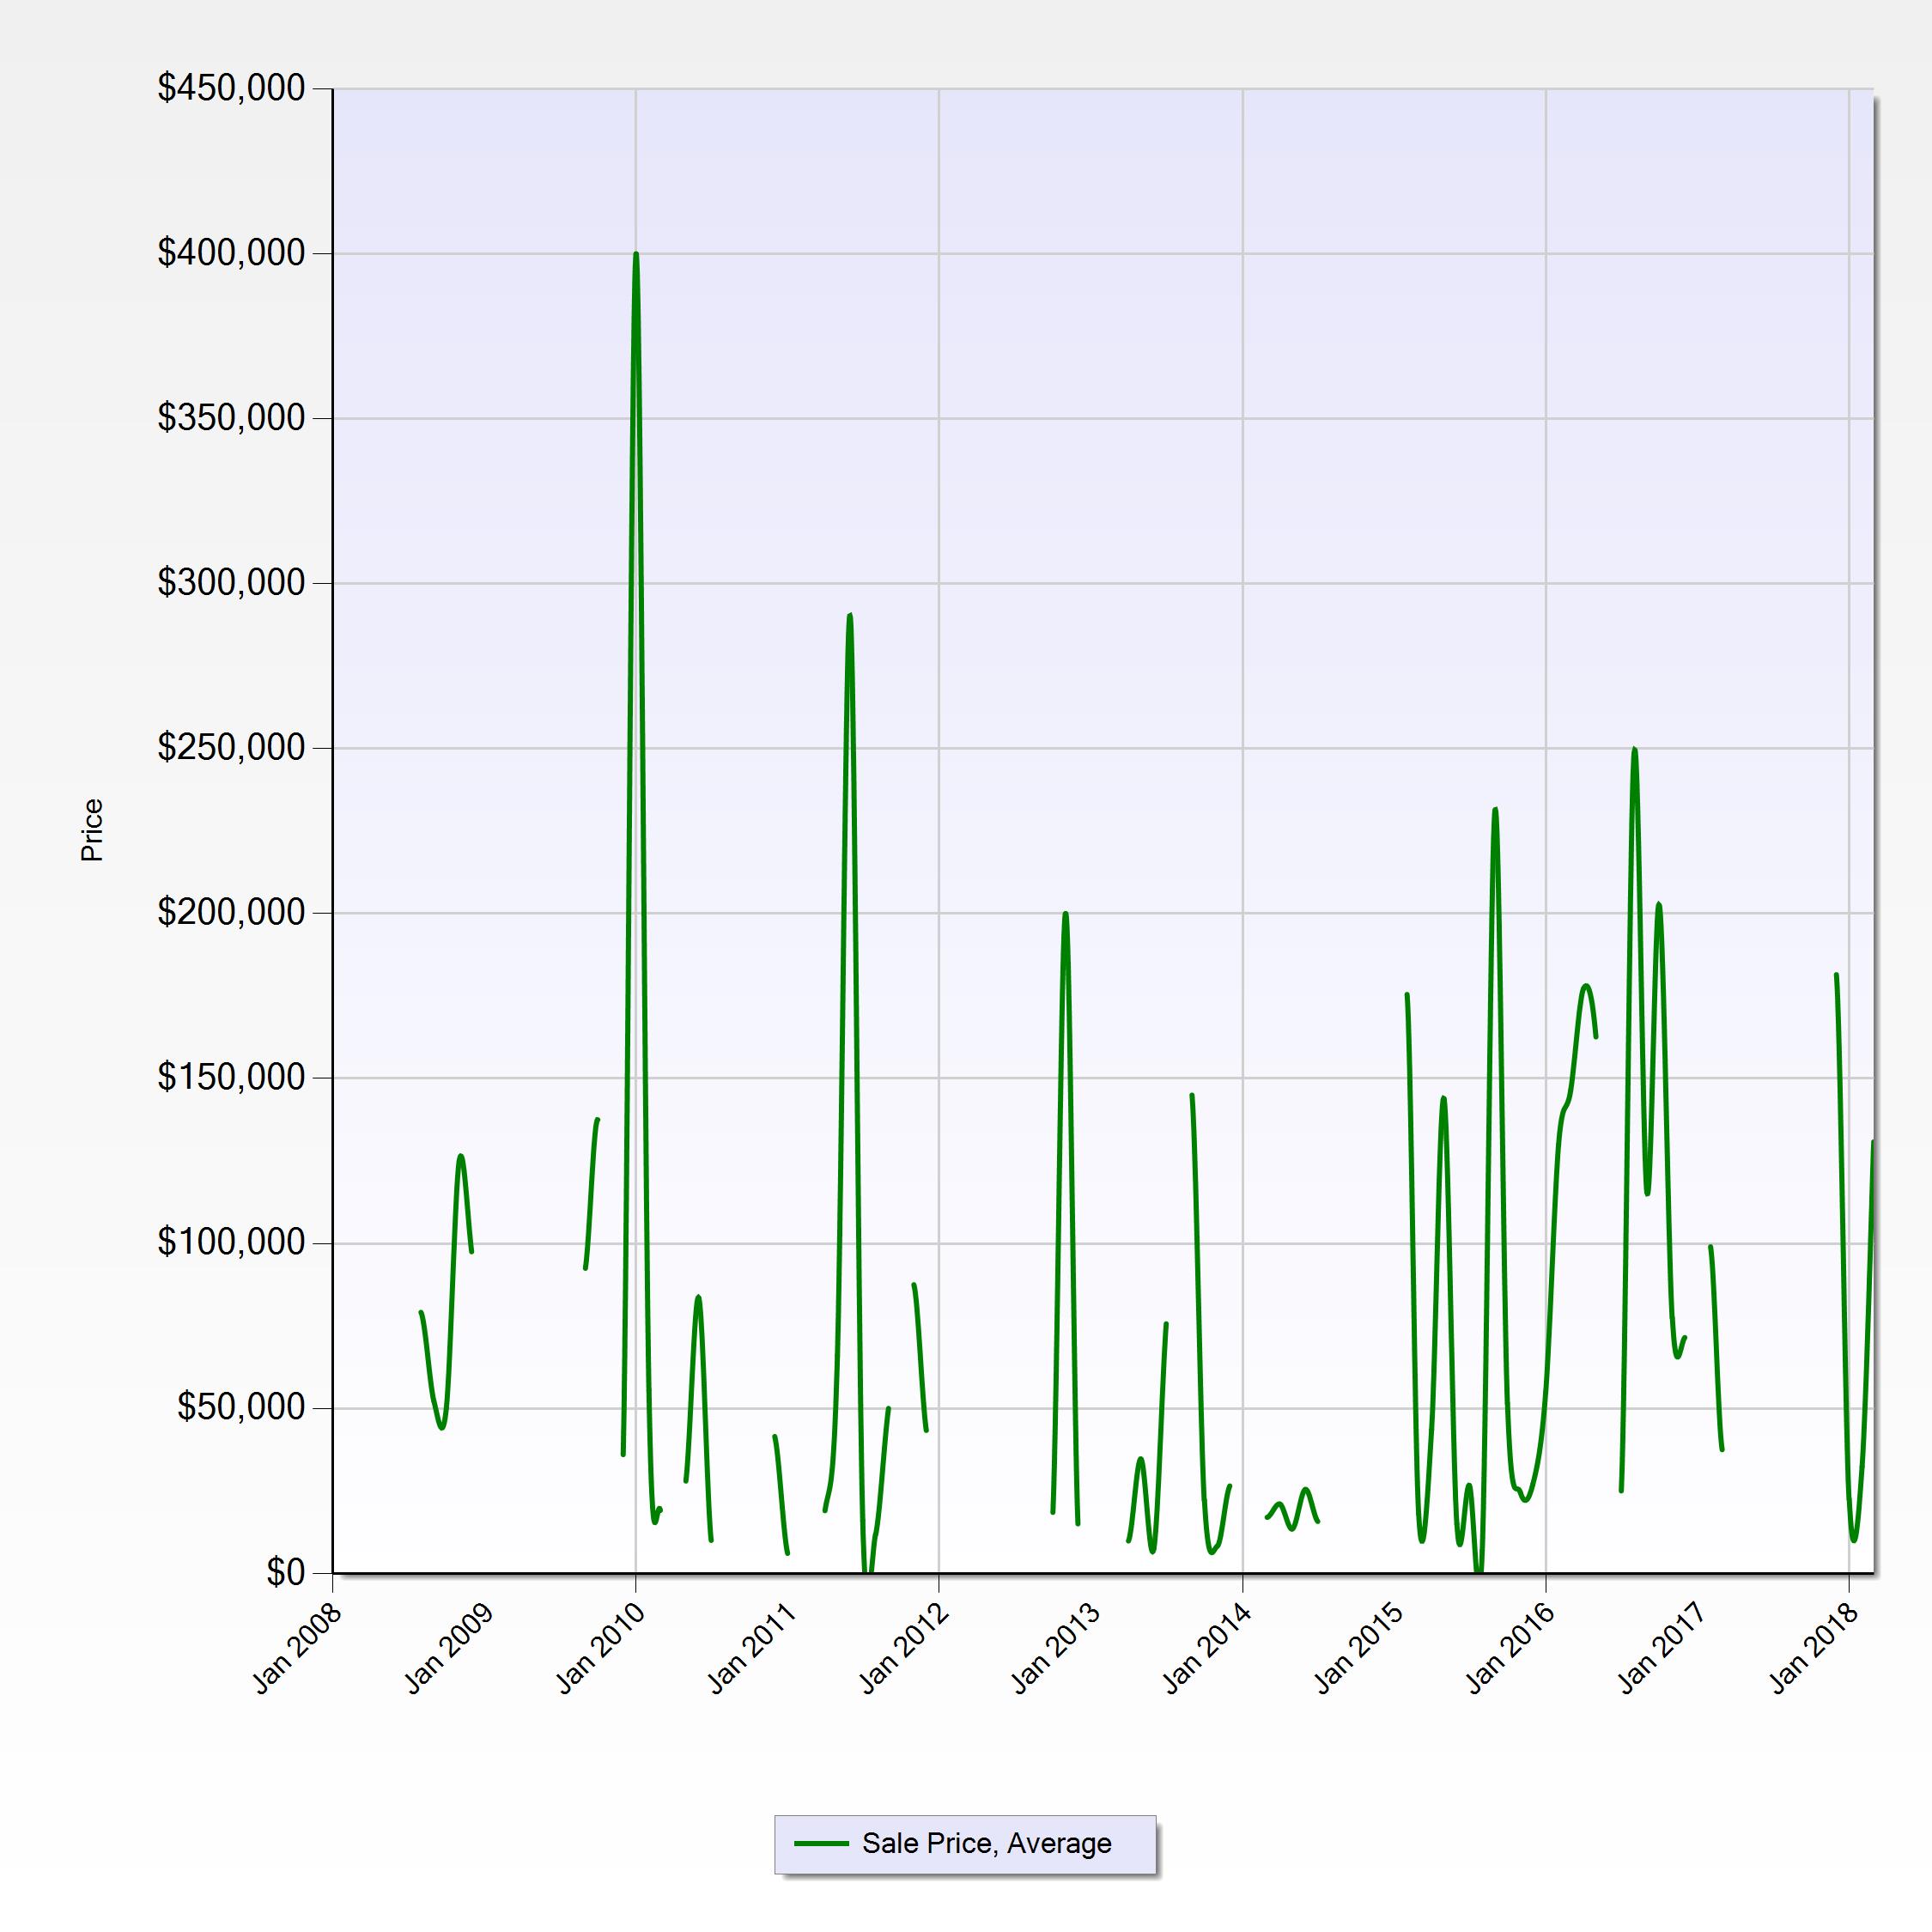 $450,000
$400,000
$350,000
$300,000
$250,000
$200,000
$150,000
$100,000
$50,000
$0
Price
Jan 2008
Jan 2009
Jan 2010
Jan 2011
Jan 2012
Jan 2013
Jan 2014
Jan 2015
Jan 2016
Jan 2017
Jan 2018
Sale Price, Average